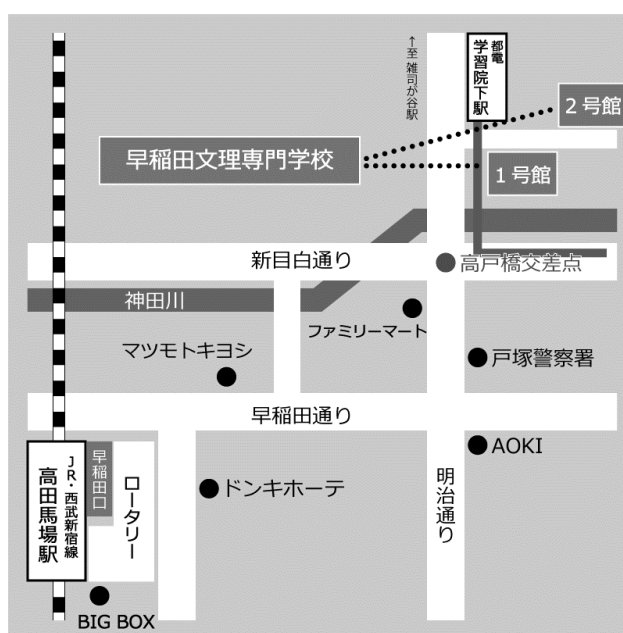 ↑至 雑司が谷駅
都電
学習院下駅
2号館
早稲田文理専門学校
1号館
新目白通り
高戸橋交差点
神田川
ファミリーマート
マツモトキヨシ
戸塚警察署
早稲田通り
AOKI
JR・西武新宿線
高田馬場駅
早稲田口
ロータリー
ドンキホーテ
明治通り
BIG BOX